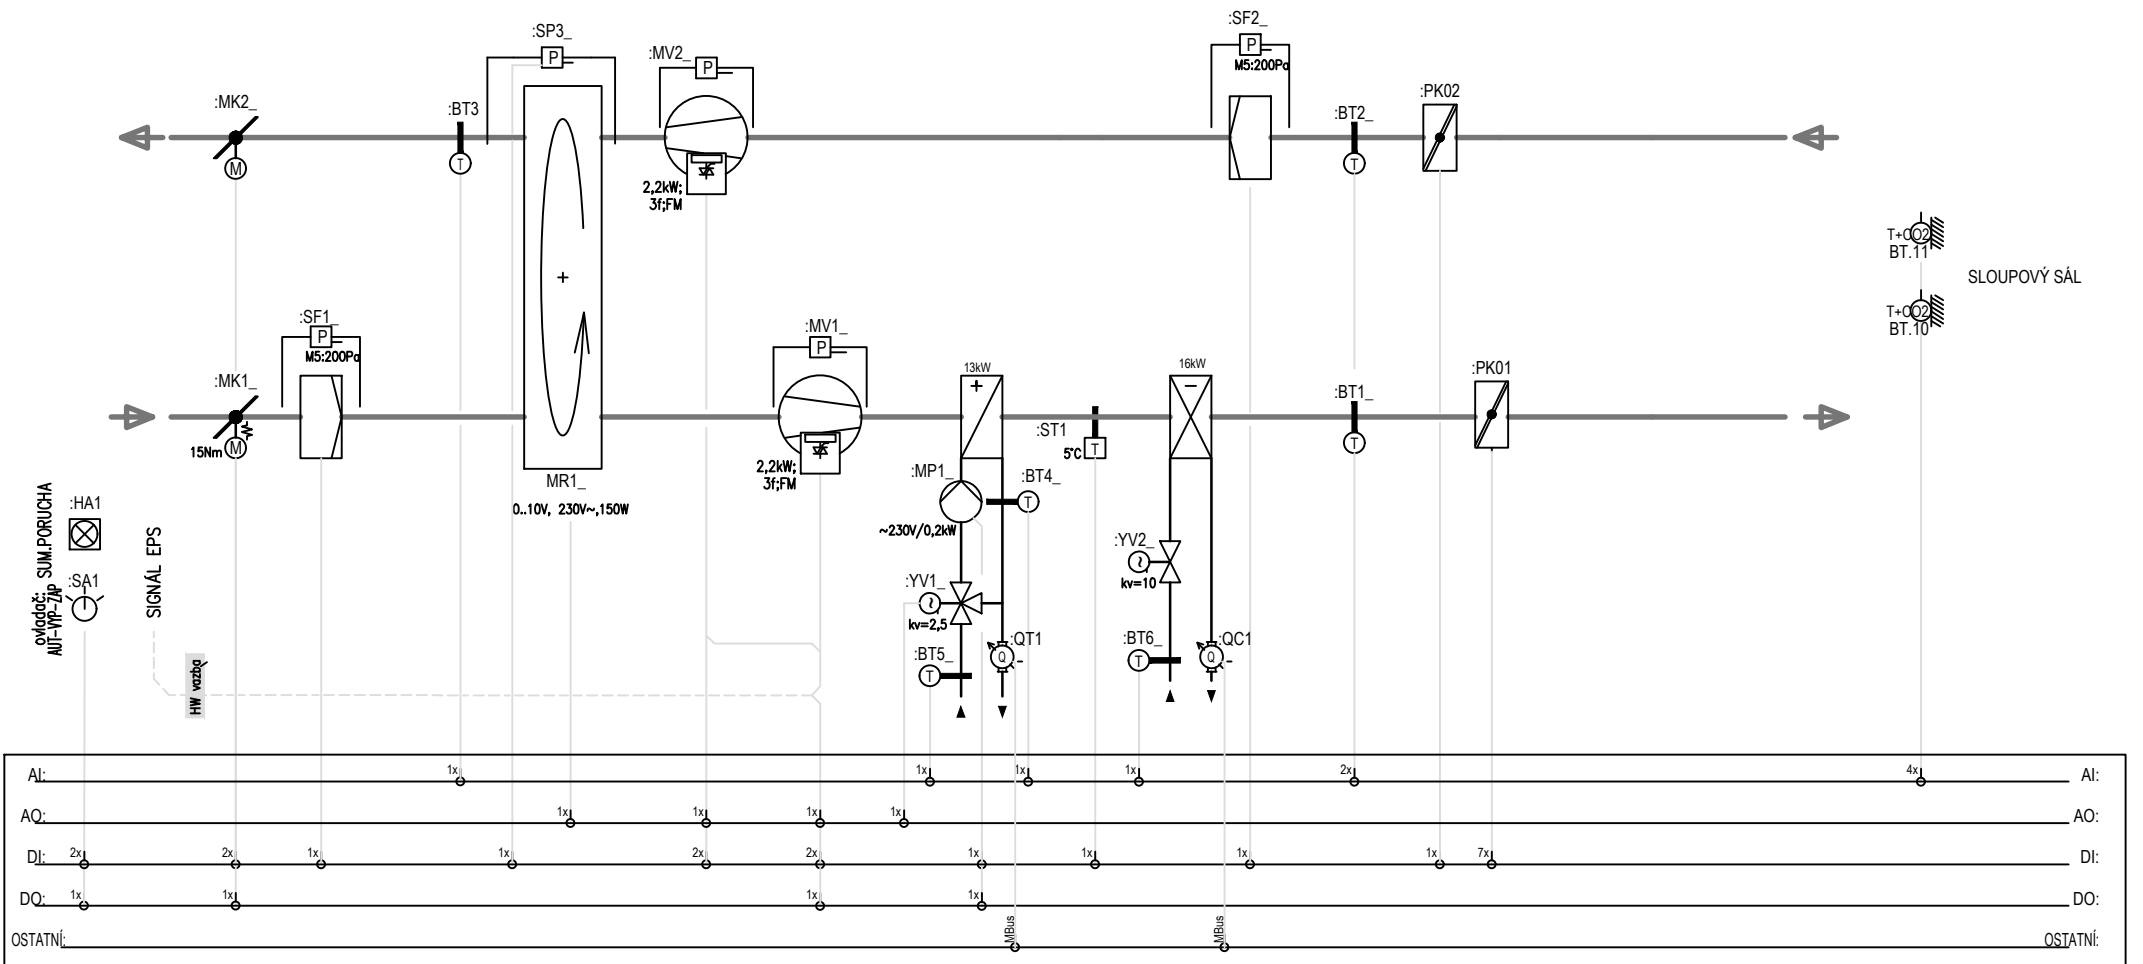 :SF2_
:SP3_
P
P
:MV2_
P
M5:200Pa
:PK02
:MK2_
:BT3
:BT2_
M
T
T
2,2kW;
3f;FM
T+CO2
BT.11
SLOUPOVÝ SÁL
T+CO2
BT.10
+
:SF1_
P
M5:200Pa
:MV1_
P
13kW
16kW
:PK01
:MK1_
+
−
:BT1_
:ST1
15Nm
M
5°C
T
T
2,2kW;
3f;FM
MR1_
0..10V, 230V~,150W
:MP1_
:BT4_
T
~230V/0,2kW
:HA1
ovladač: SUM.PORUCHA
AUT-VYP-ZAP
:SA1
SIGNÁL EPS
:YV2_
~
kv=10
:YV1_
~
kv=2,5
:BT5_
T
:QT1
Q
:BT6_
T
:QC1
Q
HW vazba
AI:
1x
1x
1x
1x
2x
4x
AI:
AO:
1x
1x
1x
1x
AO:
DI:
2x
2x
1x
1x
2x
2x
1x
1x
1x
1x
7x
DI:
DO:
1x
1x
1x
1x
DO:
OSTATNÍ:
MBus
MBus
OSTATNÍ: